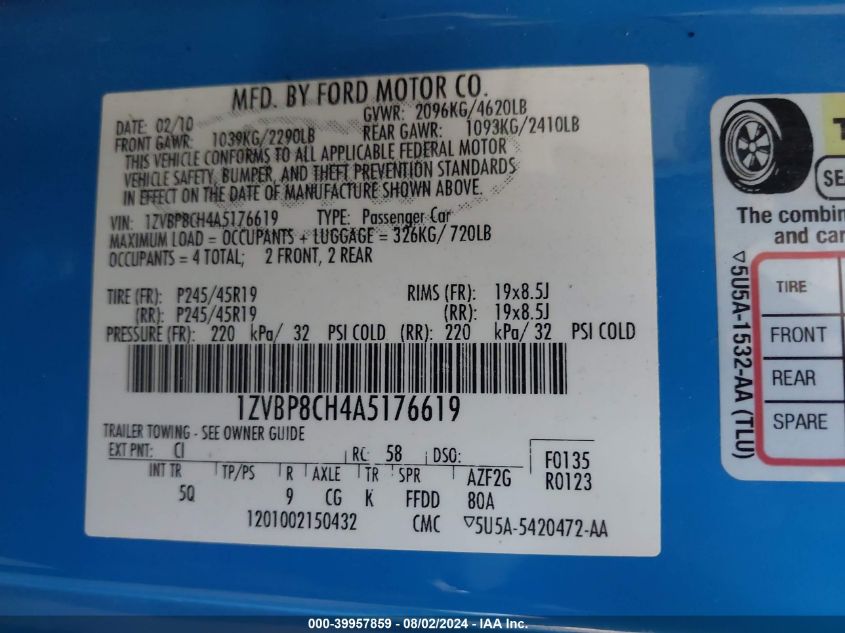 MFD. BY FORD MOTOR CO.
DATE: 02/10 GVWR: 2096KG/4620LB
FRONT GAWR: 1039KG/2290LB REAR GAWR: 1093KG/2410LB
THIS VEHICLE CONFORMS TO ALL APPLICABLE FEDERAL MOTOR
VEHICLE SAFETY, BUMPER, AND THEFT PREVENTION STANDARDS
IN EFFECT ON THE DATE OF MANUFACTURE SHOWN ABOVE.
VIN: 1ZVBP8CH4A5176619 TYPE: Passenger Car
MAXIMUM LOAD = OCCUPANTS + LUGGAGE = 326KG/720LB
OCCUPANTS = 4 TOTAL; 2 FRONT, 2 REAR
TIRE (FR): P245/45R19 RIMS (FR): 19x8.5J
(RR): P245/45R19 (RR): 19x8.5J
PRESSURE (FR): 220 kPa/ 32 PSI COLD (RR): 220 kPa/ 32 PSI COLD
1ZVBP8CH4A5176619
TRAILER TOWING - SEE OWNER GUIDE
EXT PNT: CI RC: 58 DSO: F0135
INT TR TP/PS R AXLE TR SPR AZF2G R0123
5Q 9 CG K FFDD 80A
1201002150432 CMC ▽5U5A-5420472-AA
The combin
and car
TIRE
FRONT
REAR
SPARE
▽5U5A-1532-AA (TLU)
000-39957859 - 08/02/2024 - IAA Inc.